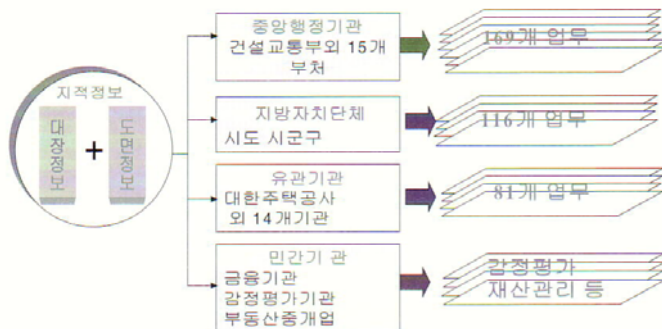 지적정보
대장정보
+
도면정보
중앙행정기관
건설교통부외 15개
부처
169개 업무
지방자치단체
시도 시군구
116개 업무
유관기관
대한주택공사
외 14개기관
81개 업무
민간기 관
금융기관
감정평가기관
부동산중개업
감정평가
재산관리 등